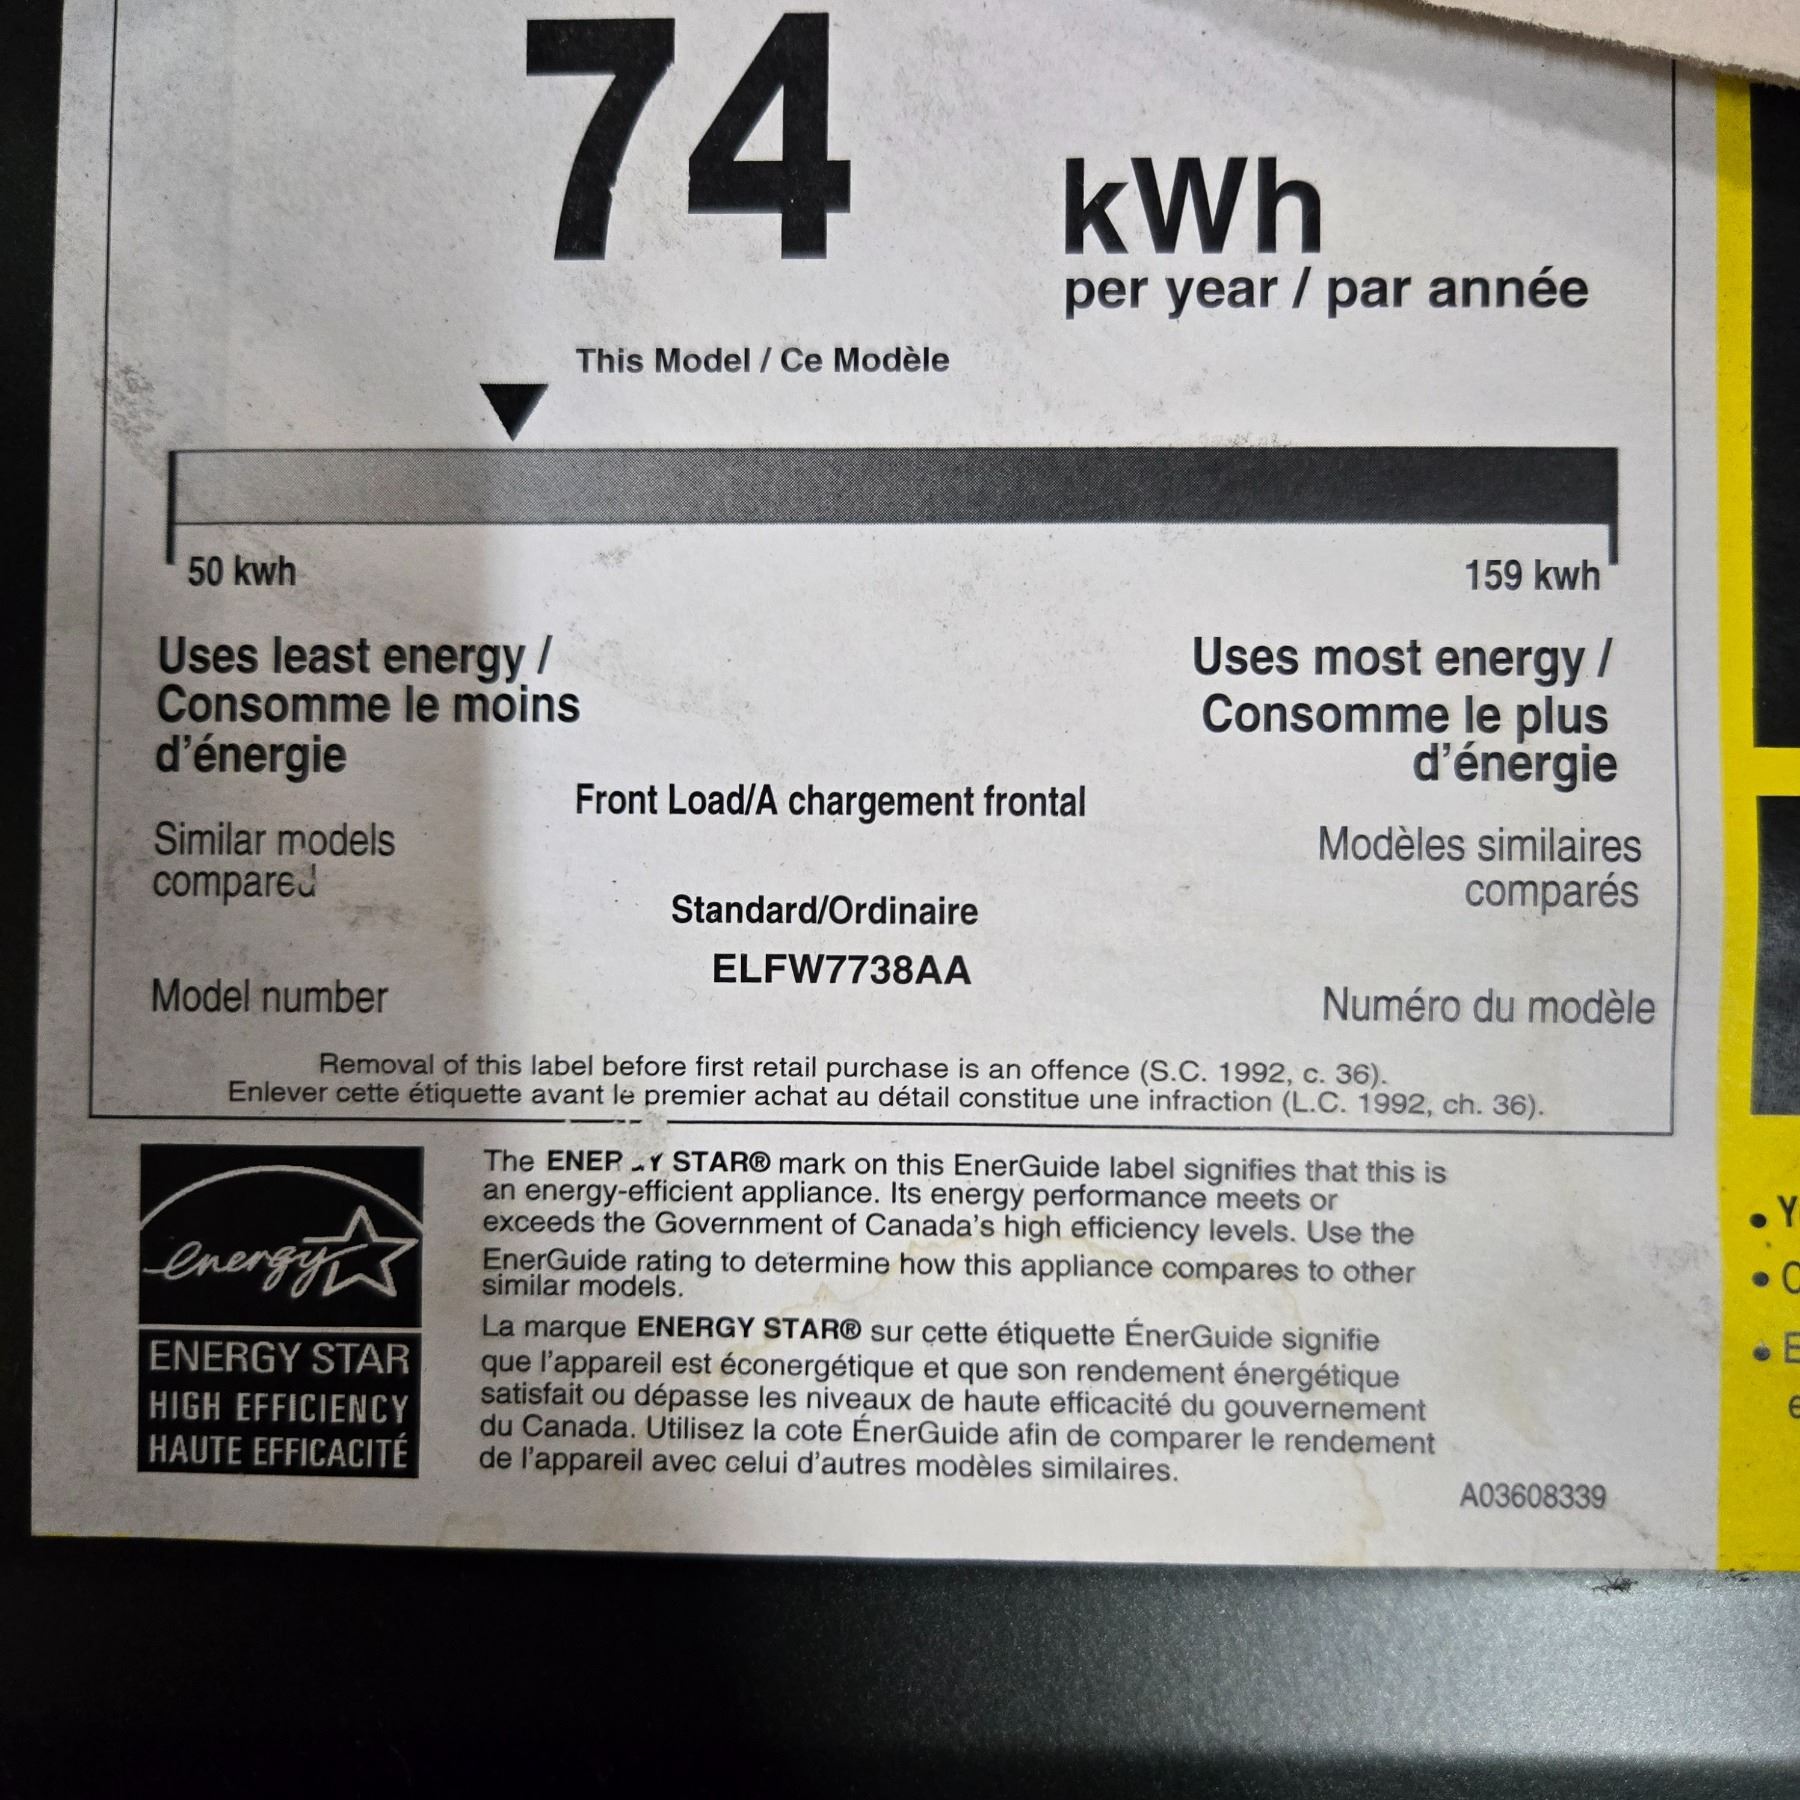 74
kWh
per year / par année
This Model / Ce Modèle
50 kwh
159 kwh
Uses least energy /
Consomme le moins
d'énergie
Uses most energy /
Consomme le plus
d'énergie
Front Load/A chargement frontal
Similar models
compared
Modèles similaires
comparés
Standard/Ordinaire
ELFW7738AA
Model number
Numéro du modèle
Removal of this label before first retail purchase is an offence (S.C. 1992, c. 36).
Enlever cette étiquette avant le premier achat au détail constitue une infraction (L.C. 1992, ch. 36).
energy
ENERGY STAR
HIGH EFFICIENCY
HAUTE EFFICACITÉ
The ENERGY STAR® mark on this EnerGuide label signifies that this is
an energy-efficient appliance. Its energy performance meets or
exceeds the Government of Canada's high efficiency levels. Use the
EnerGuide rating to determine how this appliance compares to other
similar models.
La marque ENERGY STAR® sur cette étiquette ÉnerGuide signifie
que l'appareil est éconergétique et que son rendement énergétique
satisfait ou dépasse les niveaux de haute efficacité du gouvernement
du Canada. Utilisez la cote ÉnerGuide afin de comparer le rendement
de l'appareil avec celui d'autres modèles similaires.
A03608339